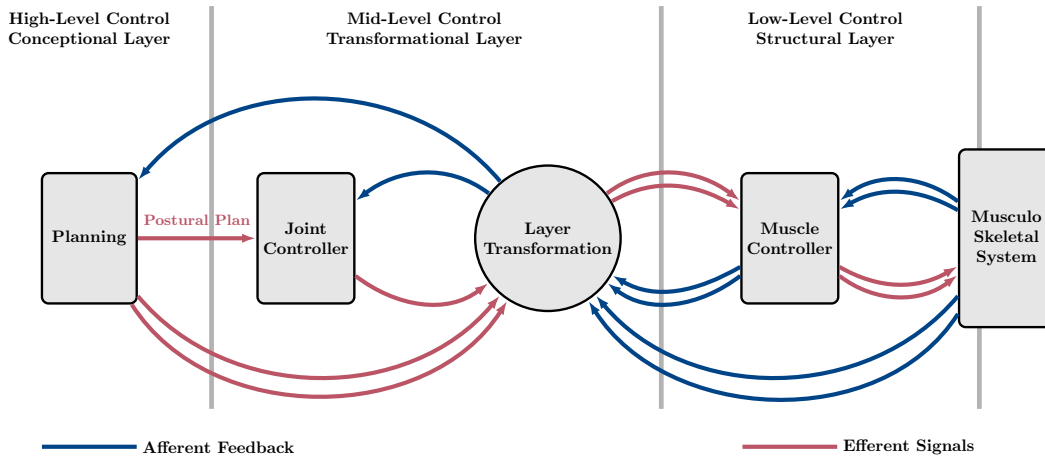 High-Level Control
Conceptional Layer
Mid-Level Control
Transformational Layer
Low-Level Control
Structural Layer
Planning
Postural Plan
Joint
Controller
Layer
Transformation
Muscle
Controller
Musculo
Skeletal
System
Afferent Feedback
Efferent Signals